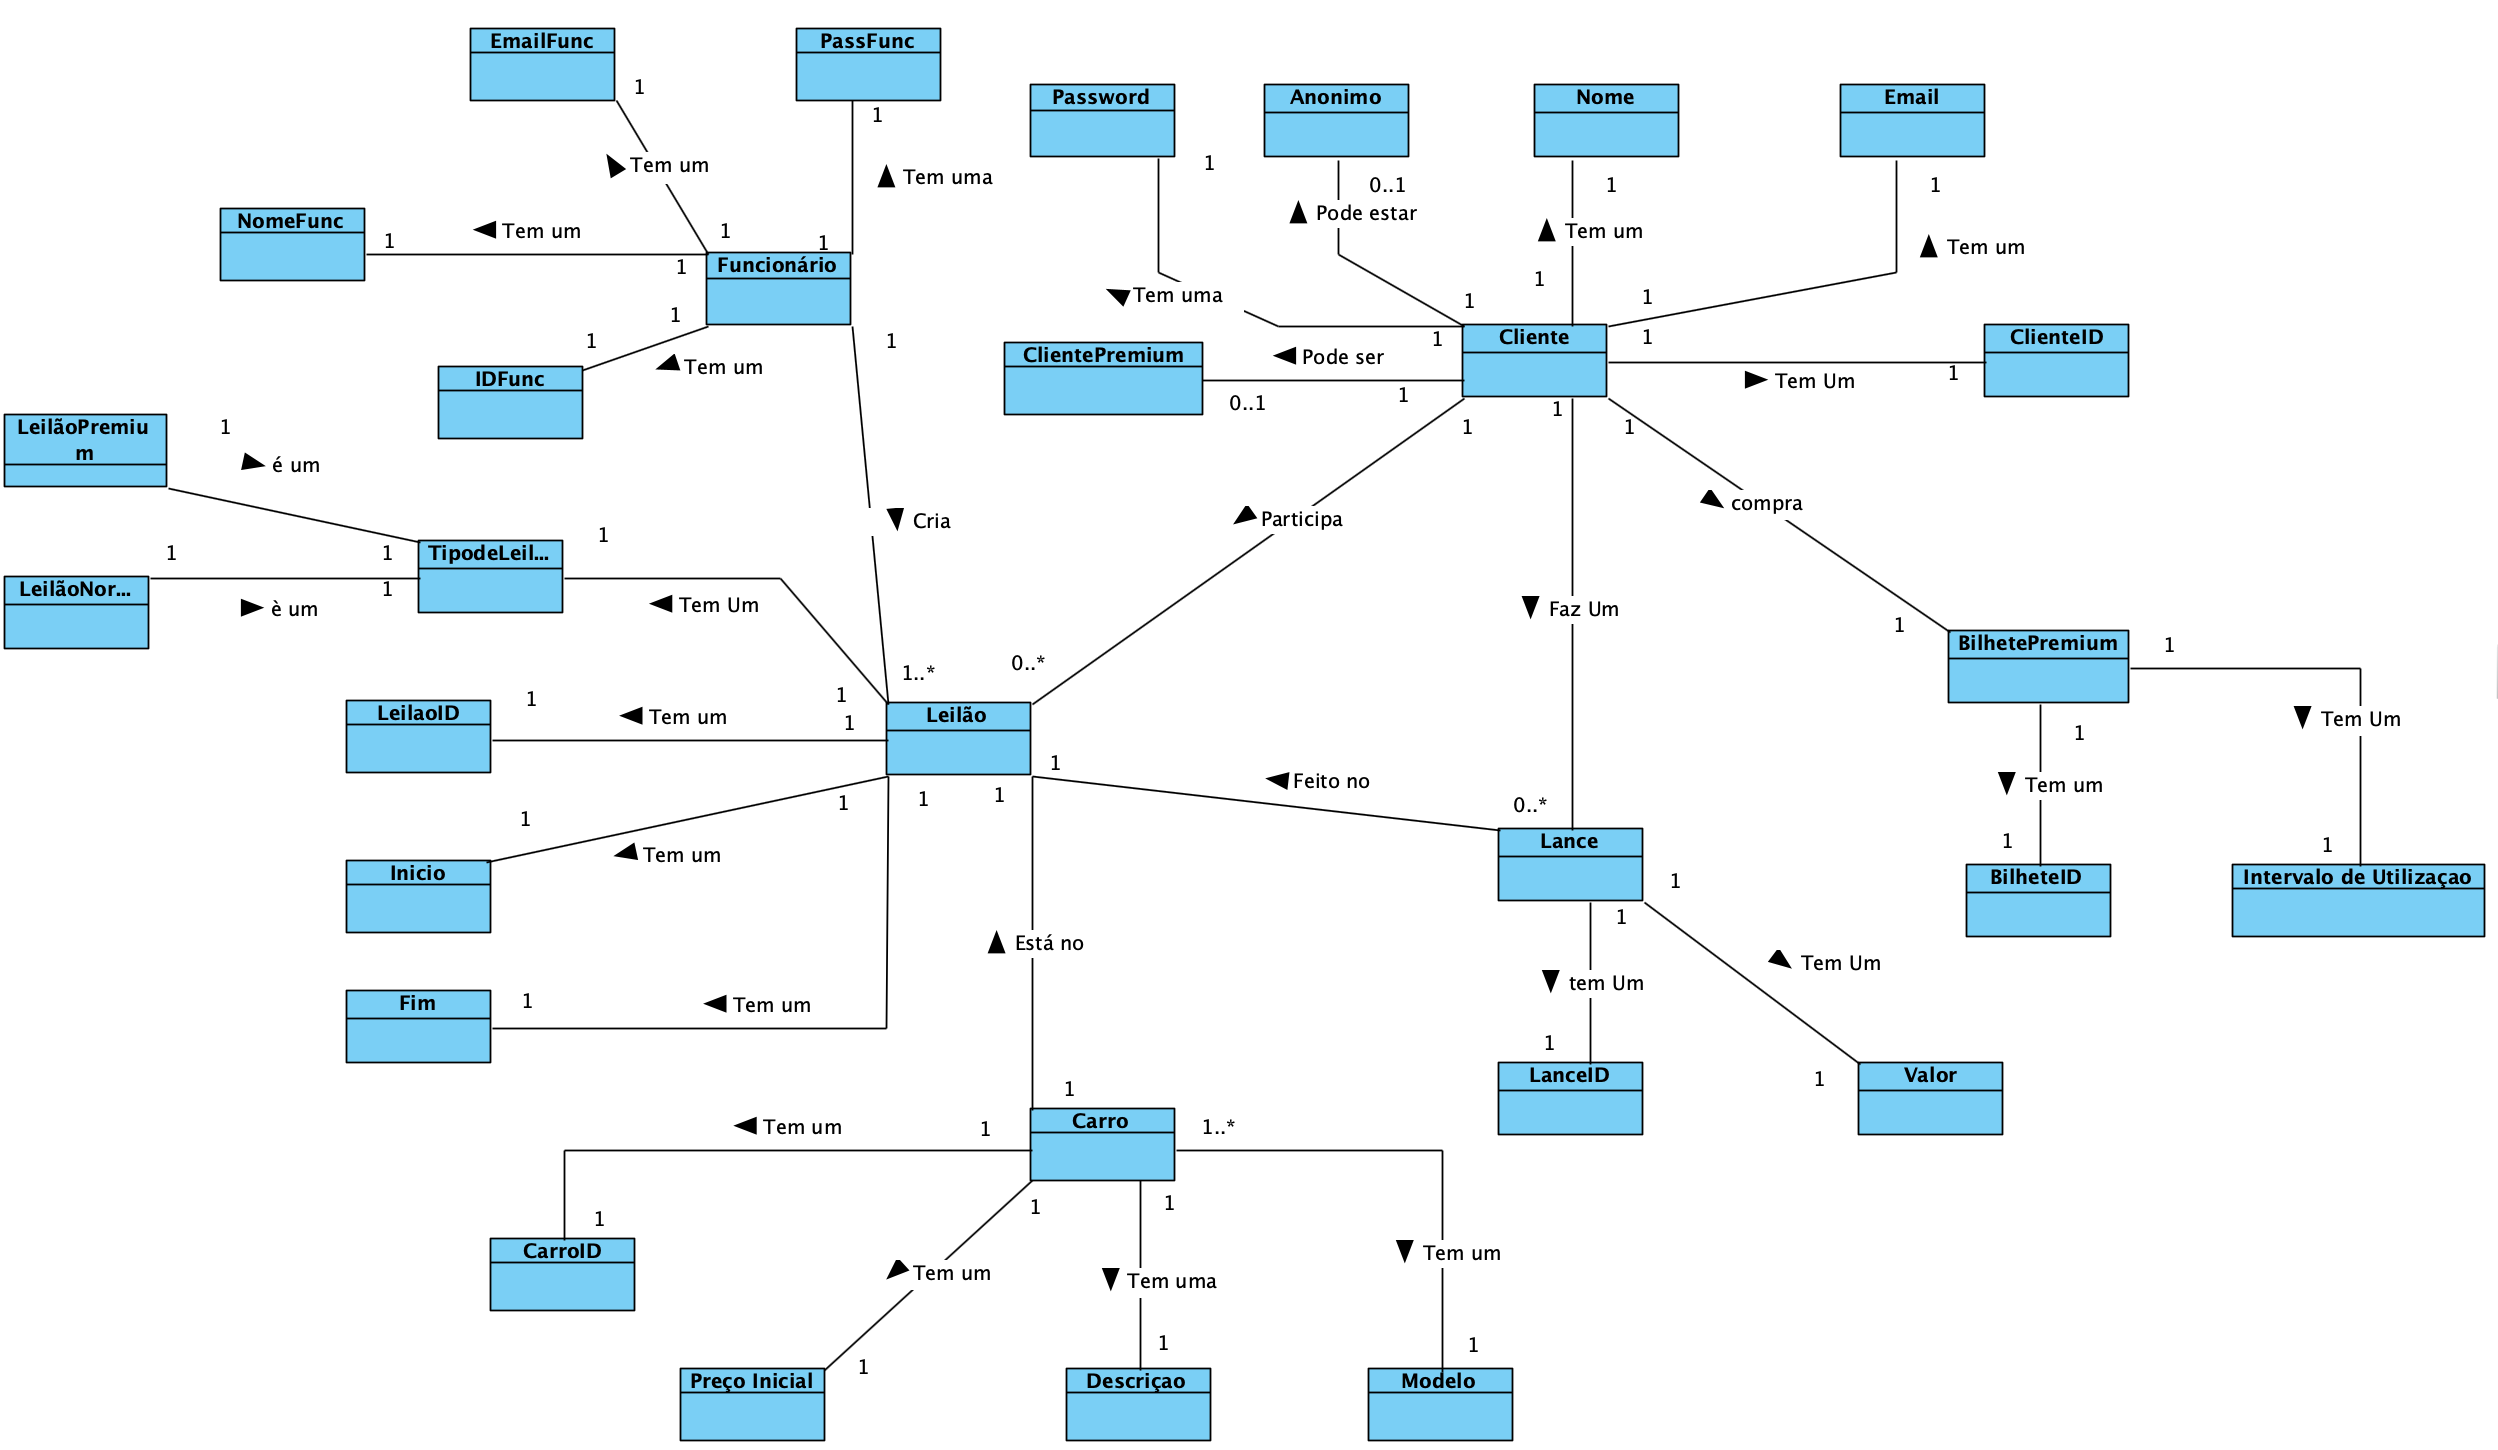 EmailFunc
PassFunc
1
1
Tem um
Tem uma
NomeFunc
Tem um
1
1
1
1
Funcionário
1
1
Tem um
1
IDFunc
Password
Anonimo
Nome
Email
1
0..1
1
1
Pode estar
Tem um
Tem um
Tem uma
1
1
1
1
Cliente
1
ClienteID
ClientePremium
Pode ser
0..1
1
Tem Um
1
1
1
1
LeilãoPremiu
m
1
é um
Cria
Participa
compra
1
1
TipodeLeil...
1
LeilãoNor...
è um
1
Tem Um
Faz Um
1
BilhetePremium
1
1..*
0..*
LeilaoID
1
Tem um
1
1
Leilão
Tem Um
1
Tem um
1
1
BilheteID
Intervalo de Utilizaçao
1
Feito no
0..*
Lance
1
1
1
1
1
Tem um
Inicio
Está no
tem Um
Tem Um
Fim
1
Tem um
1
LanceID
1
Valor
1
Carro
Tem um
1
1..*
1
1
1
CarroID
Tem um
Tem uma
Tem um
1
1
1
Preço Inicial
Descriçao
Modelo